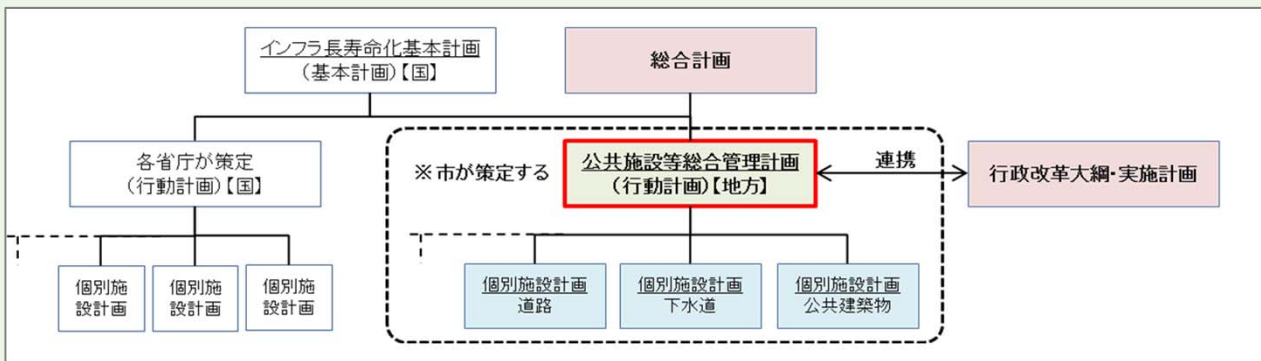 インフラ長寿命化基本計画
(基本計画)【国】
総合計画
各省庁が策定
(行動計画)【国】
※市が策定する
公共施設等総合管理計画
(行動計画)【地方】
連携
行政改革大綱・実施計画
個別施
設計画
個別施
設計画
個別施
設計画
個別施設計画
道路
個別施設計画
下水道
個別施設計画
公共建築物